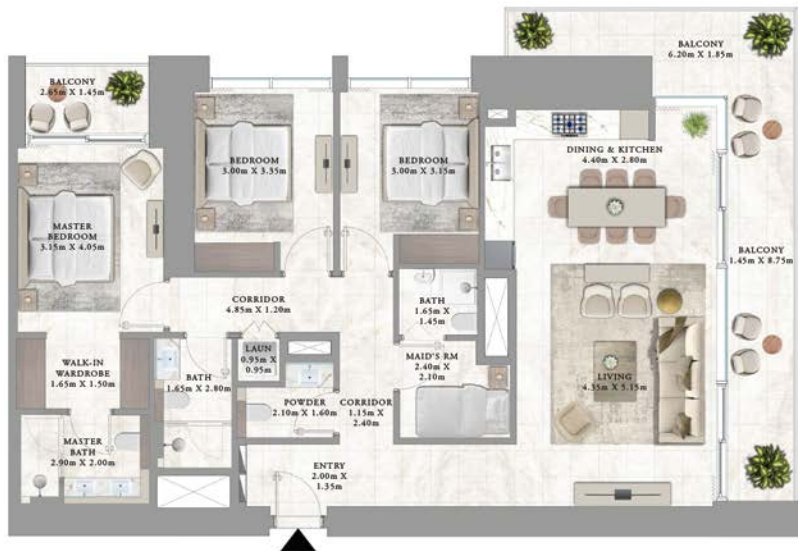 BALCONY
2.65m X 1.45m
BEDROOM
3.00m X 3.35m
BEDROOM
3.00m X 3.15m
BALCONY
6.20m X 1.85m
DINING & KITCHEN
4.40m X 2.80m
MASTER
BEDROOM
3.15m X 4.05m
BALCONY
1.45m X 8.75m
CORRIDOR
4.85m X 1.20m
BATH
1.65m X
1.45m
LAUN
0.95m X
0.95m
MAID'S RM
2.40m X
2.10m
WALK-IN
WARDROBE
1.65m X 1.50m
BATH
1.65m X 2.80m
LIVING
4.35m X 5.15m
POWDER
2.10m X 1.60m
CORRIDOR
1.15m X
2.40m
MASTER
BATH
2.90m X 2.00m
ENTRY
2.00m X
1.35m